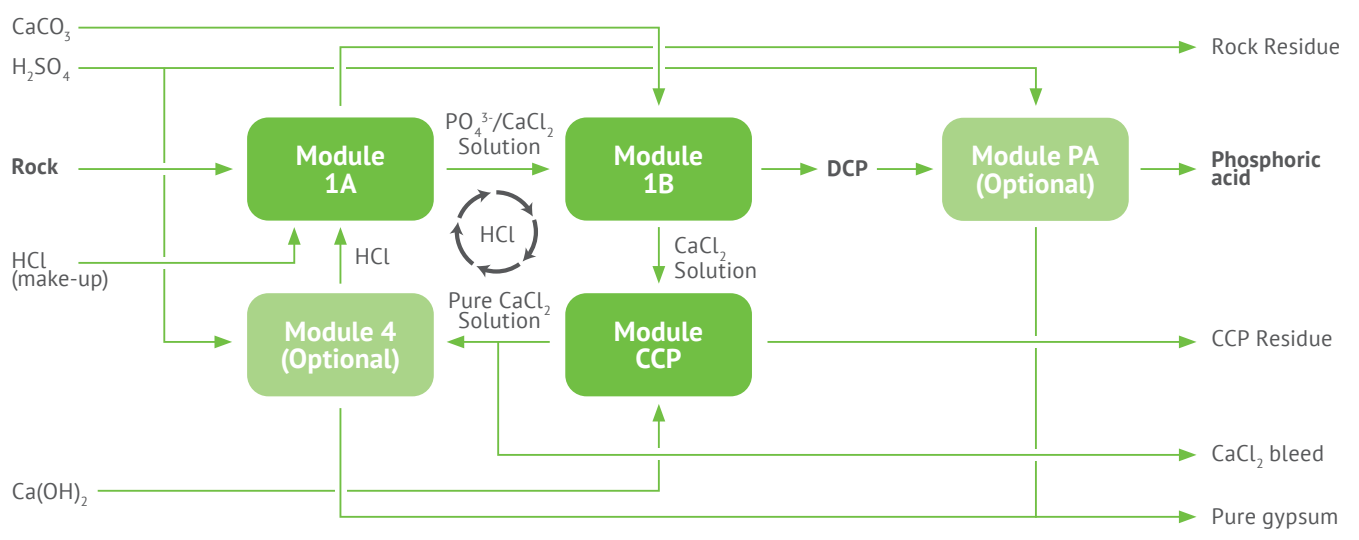 CaCO₃
H₂SO₄
Rock Residue
PO₄³⁻/CaCl₂
Solution
Rock
Module
1A
Module
1B
DCP
Module PA
(Optional)
Phosphoric
acid
HCl
HCl
(make-up)
HCl
CaCl₂
Solution
Pure CaCl₂
Solution
Module 4
(Optional)
Module
CCP
CCP Residue
CaCl₂ bleed
Ca(OH)₂
Pure gypsum